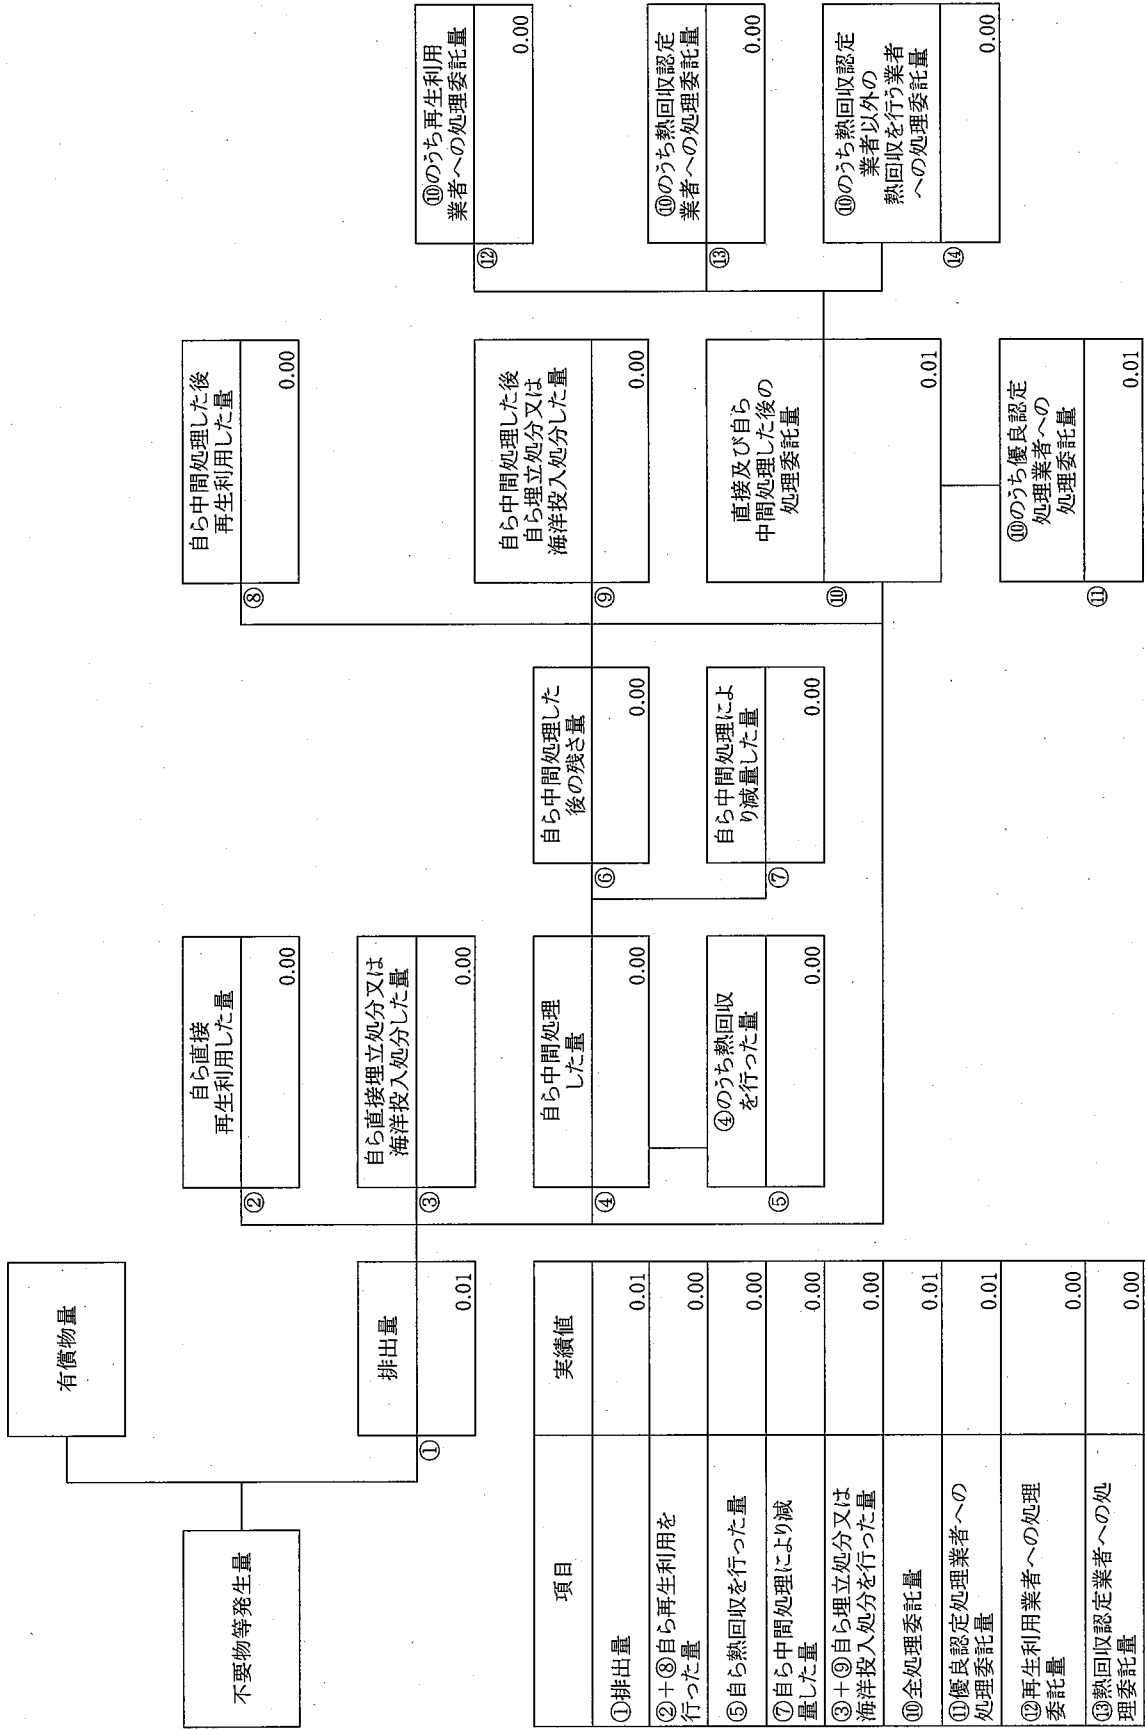 不要物等発生量
有償物量
排出量
①
0.01
自ら直接
再生利用した量
②
0.00
自ら直接埋立処分又は
海洋投入処分した量
③
0.00
自ら中間処理
した量
④
0.00
④のうち熱回収
を行った量
⑤
0.00
自ら中間処理した
後の残さ量
⑥
0.00
自ら中間処理によ
り減量した量
⑦
0.00
自ら中間処理した後
再生利用した量
⑧
0.00
自ら中間処理した後
自ら埋立処分又は
海洋投入処分した量
⑨
0.00
直接及び自ら
中間処理した後の
処理委託量
⑩
0.01
⑩のうち優良認定
処理業者への
処理委託量
⑪
0.01
⑩のうち再生利用
業者への処理委託量
⑫
0.00
⑩のうち熱回収認定
業者への処理委託量
⑬
0.00
⑩のうち熱回収認定
業者以外の
熱回収を行う業者
への処理委託量
⑭
0.00
項目 実績値
①排出量 0.01
②+⑧自ら再生利用を
行った量 0.00
⑤自ら熱回収を行った量 0.00
⑦自ら中間処理により減
量した量 0.00
③+⑨自ら埋立処分又は
海洋投入処分を行った量 0.00
⑩全処理委託量 0.01
⑪優良認定処理業者への
処理委託量 0.01
⑫再生利用業者への処理
委託量 0.00
⑬熱回収認定業者への処
理委託量 0.00